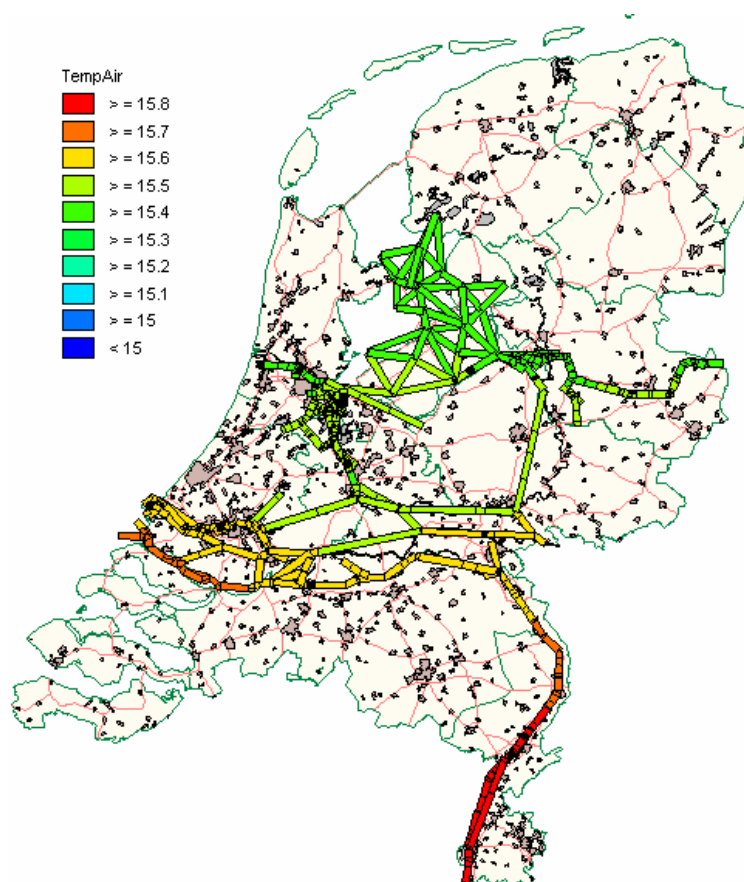 TempAir
> = 15.8
> = 15.7
> = 15.6
> = 15.5
> = 15.4
> = 15.3
> = 15.2
> = 15.1
> = 15
< 15